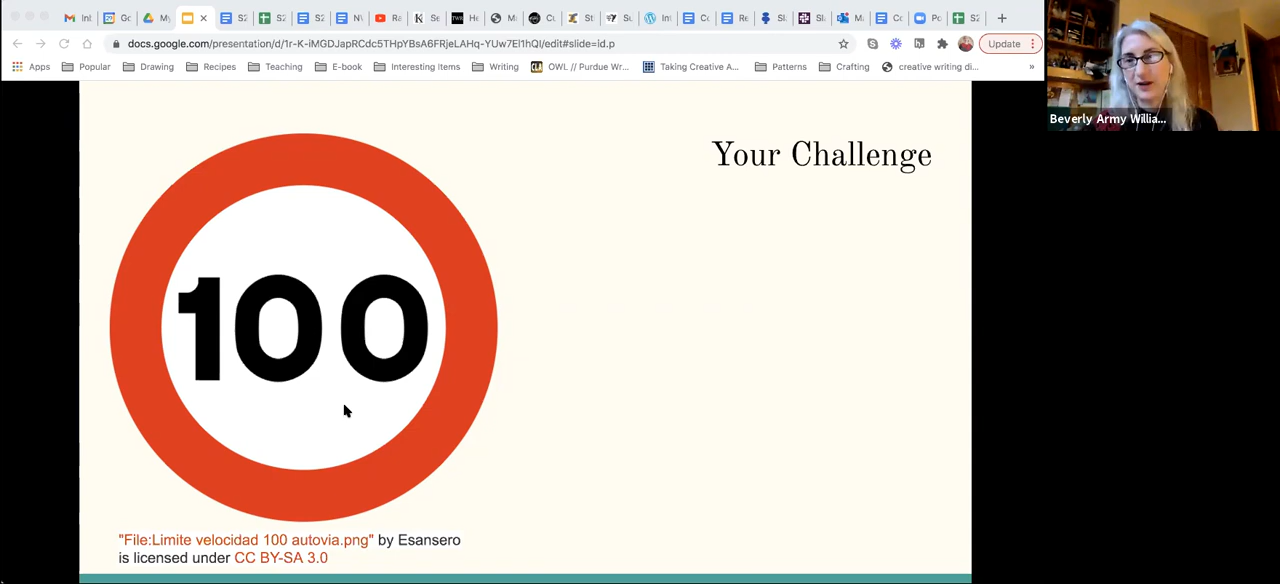 docs.google.com/presentation/d/1r-K-iMGDJapRCdc5THpYBsA6FRjeLAHq-YUw7El1hQI/edit#slide=id.p
Update
Apps Popular Drawing Recipes Teaching E-book Interesting Items Writing OWL // Purdue Wr... Taking Creative A... Patterns Crafting creative writing di... »
Beverly Army Willia...
Your Challenge
100
"File:Limite velocidad 100 autovia.png" by Esansero
is licensed under CC BY-SA 3.0